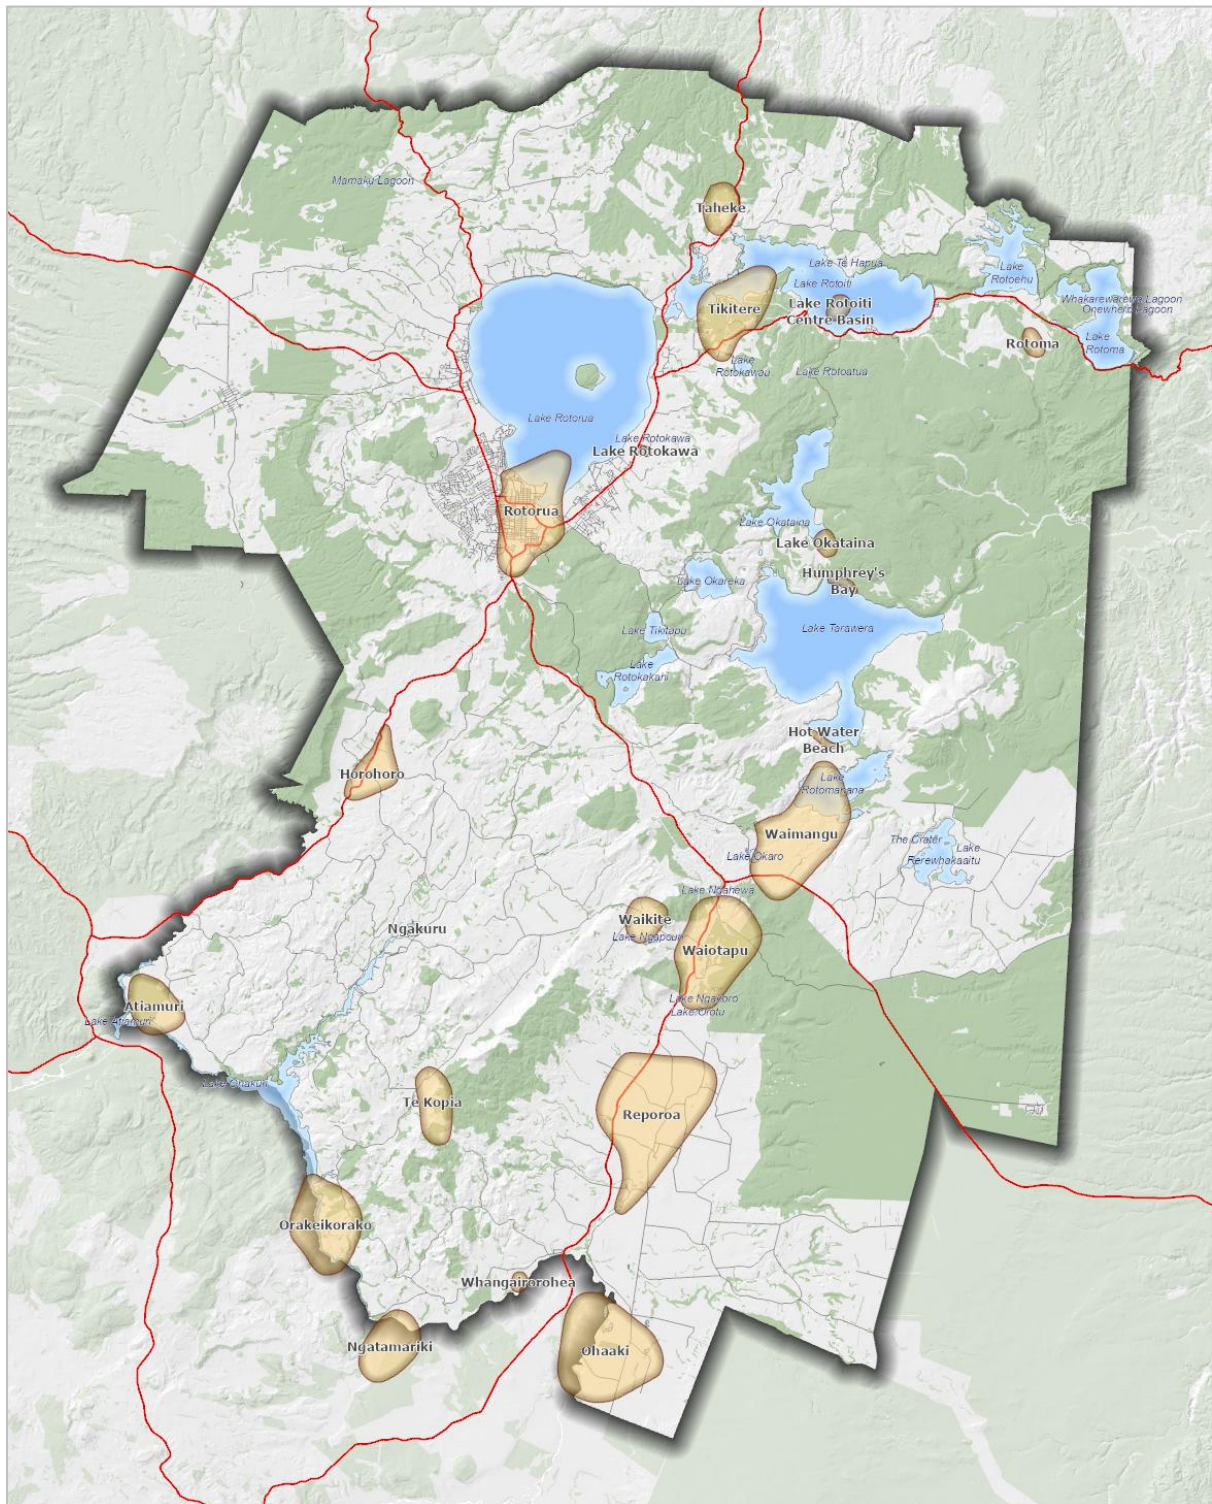 Mamaku Lagoon
Taheke
Lake Te Hapua
Lake Rotoiti
Lake
Rotoehu
Tikitere
Lake Rotoiti
Centre Basin
Whakarewarewa Lagoon
Onewhero Lagoon
Lake
Rotoma
Rotoma
Lake
Rotokawau
Lake Rotoatua
Lake Rotorua
Lake Rotokawa
Lake Rotokawa
Rotorua
Lake Okataina
Lake Okataina
Humphrey's
Bay
Lake Okareka
Lake Tikitapu
Lake Tarawera
Lake
Rotokakahi
Hot Water
Beach
Horohoro
Lake
Rotomahana
Waimangu
The Crater
Lake
Rerewhakaaitu
Lake Okaro
Lake Ngahewa
Waikite
Ngakuru
Lake Ngapouri
Waiotapu
Atiamuri
Lake Atiamuri
Lake Ngakoro
Lake Orotu
Lake Ohakuri
Te Kopia
Reporoa
Orakeikorako
Whangairorohea
Ngatamariki
Ohaaki